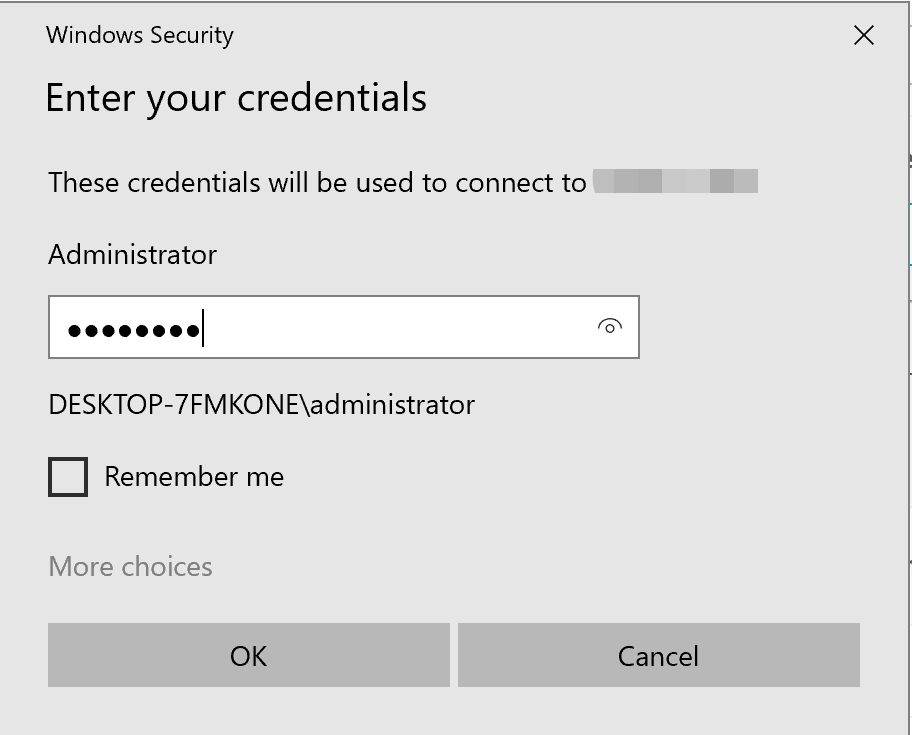 Windows Security
Enter your credentials
These credentials will be used to connect to
Administrator
DESKTOP-7FMKONE\administrator
Remember me
More choices
OK
Cancel